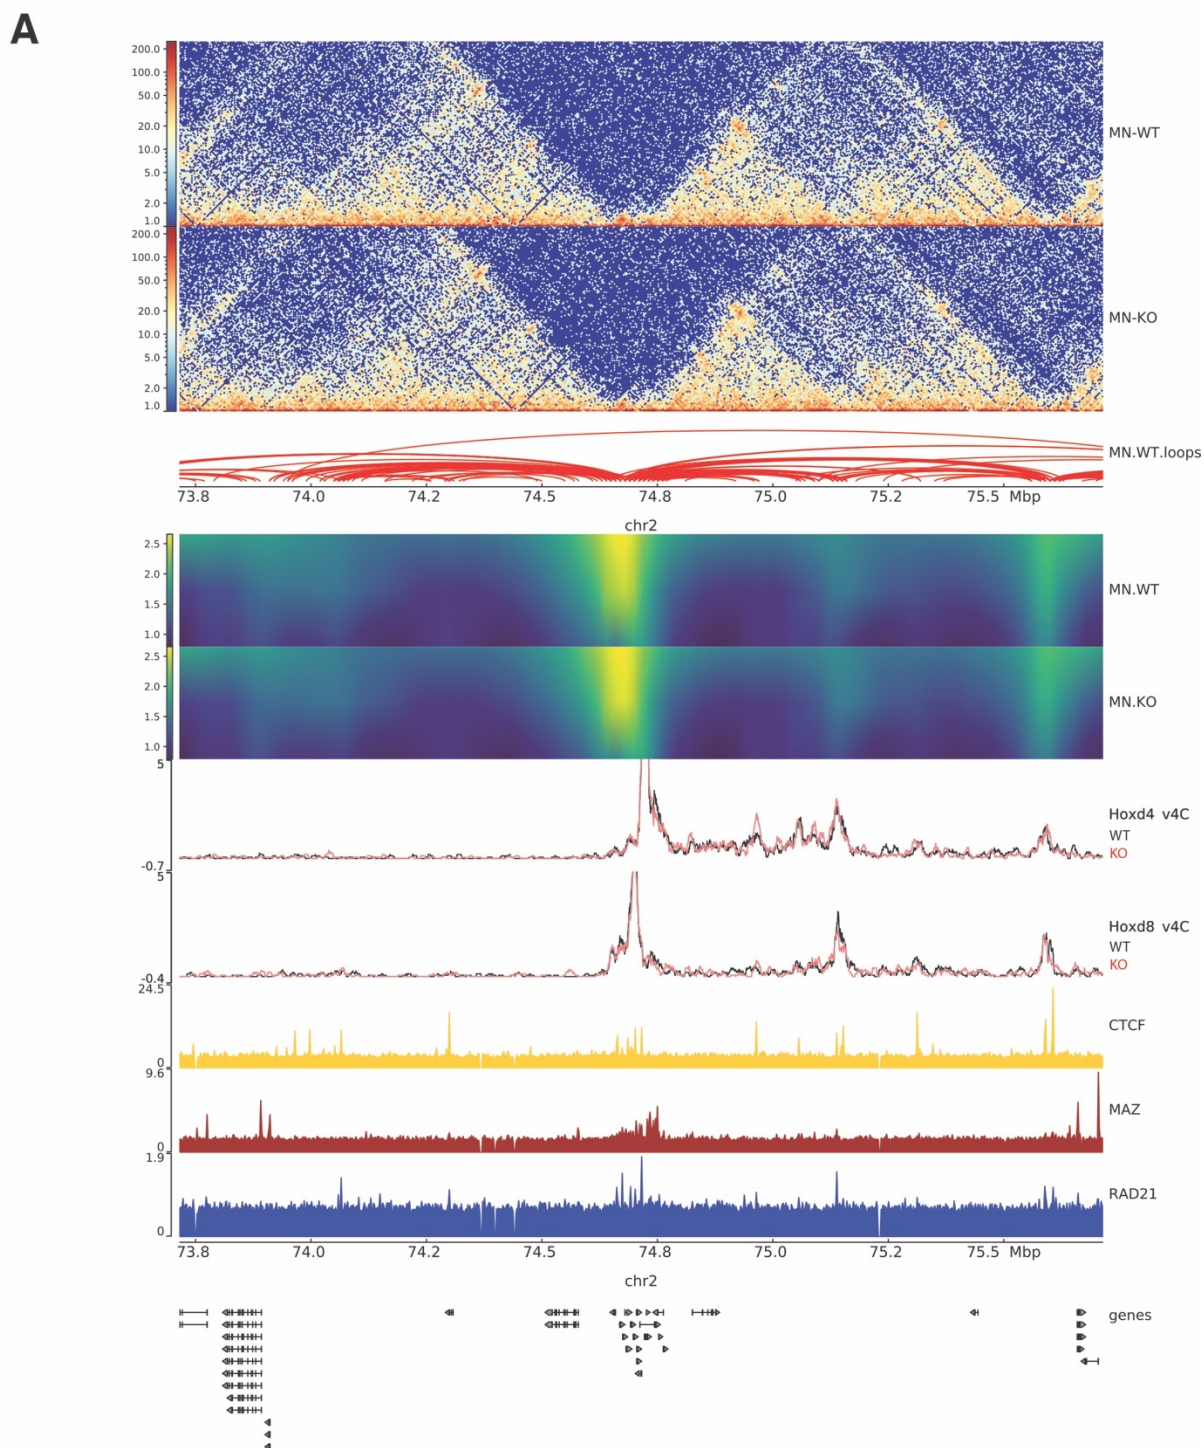 A
200.0
100.0
50.0
20.0
10.0
5.0
2.0
1.0
MN-WT
200.0
100.0
50.0
20.0
10.0
5.0
2.0
1.0
MN-KO
MN.WT.loops
73.8 74.0 74.2 74.5 74.8 75.0 75.2 75.5 Mbp
chr2
2.5
2.0
1.5
1.0
MN.WT
2.5
2.0
1.5
1.0
MN.KO
5
-0.7
Hoxd4 v4C
WT
KO
5
-0.4
Hoxd8 v4C
WT
KO
24.5
0
CTCF
9.6
0
MAZ
1.9
0
RAD21
73.8 74.0 74.2 74.5 74.8 75.0 75.2 75.5 Mbp
chr2
genes